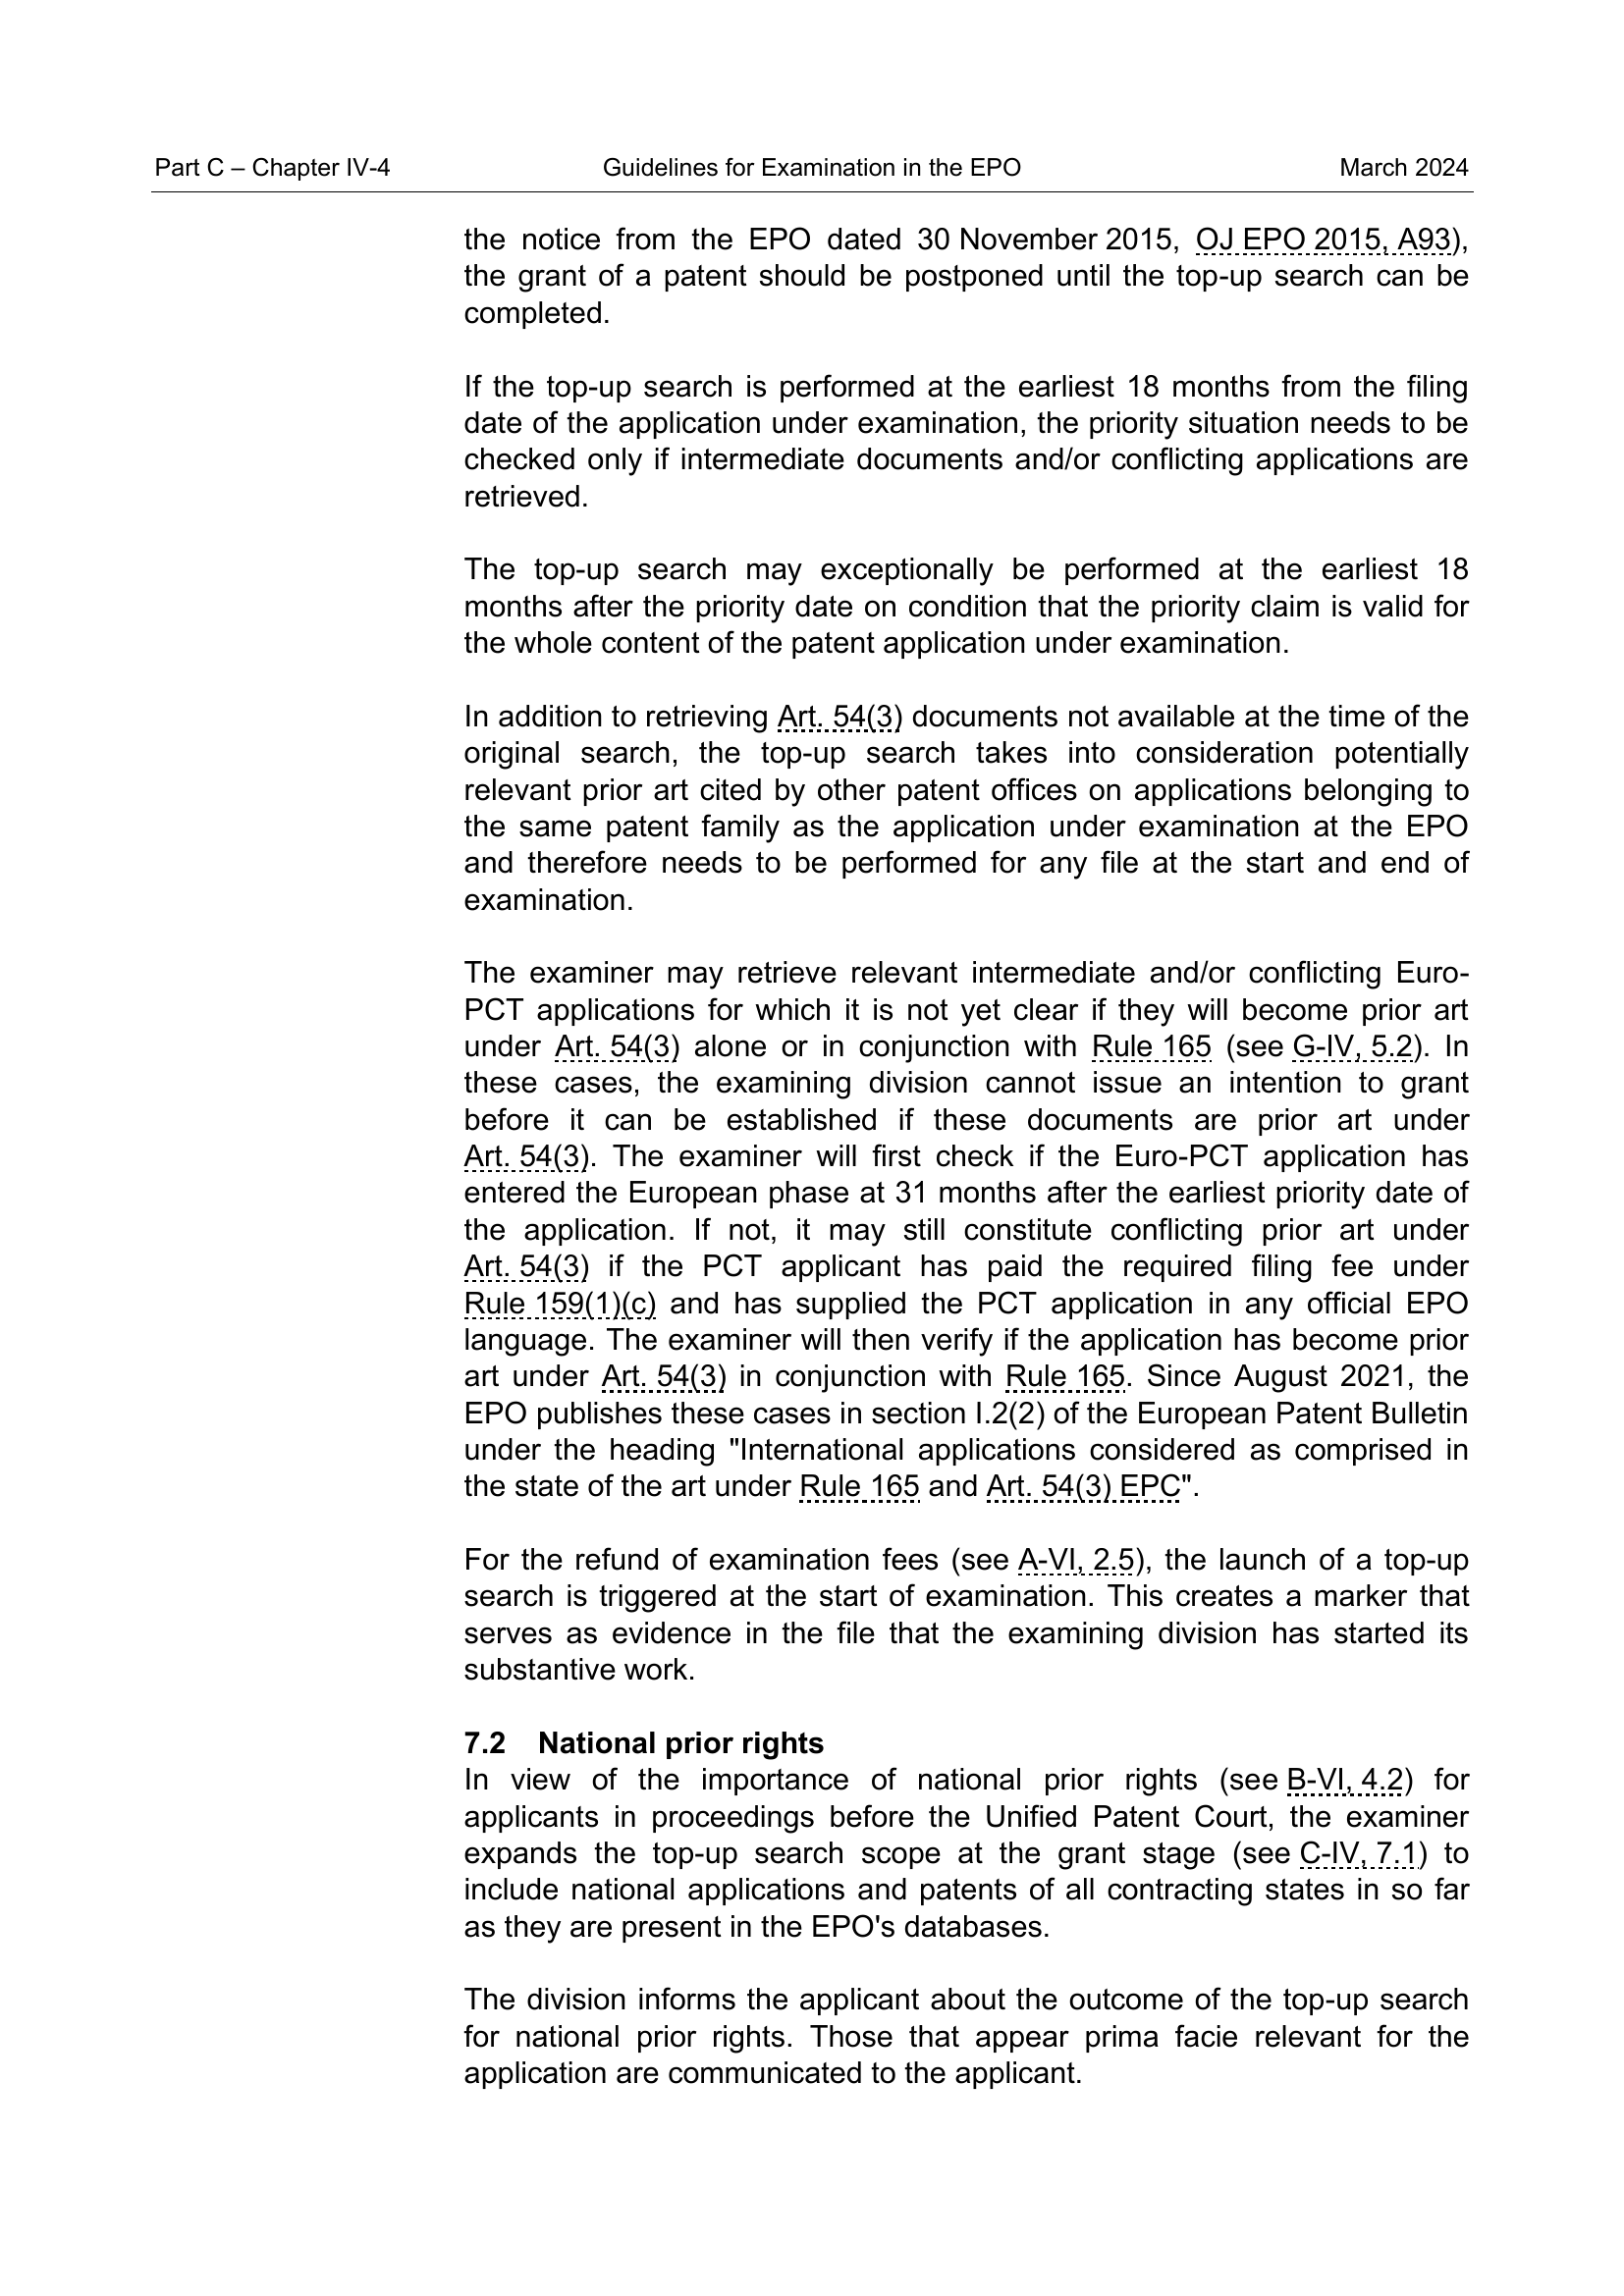 Part C – Chapter IV-4 Guidelines for Examination in the EPO March 2024
the notice from the EPO dated 30 November 2015, OJ EPO 2015, A93),
the grant of a patent should be postponed until the top-up search can be
completed.
If the top-up search is performed at the earliest 18 months from the filing
date of the application under examination, the priority situation needs to be
checked only if intermediate documents and/or conflicting applications are
retrieved.
The top-up search may exceptionally be performed at the earliest 18
months after the priority date on condition that the priority claim is valid for
the whole content of the patent application under examination.
In addition to retrieving Art. 54(3) documents not available at the time of the
original search, the top-up search takes into consideration potentially
relevant prior art cited by other patent offices on applications belonging to
the same patent family as the application under examination at the EPO
and therefore needs to be performed for any file at the start and end of
examination.
The examiner may retrieve relevant intermediate and/or conflicting Euro-
PCT applications for which it is not yet clear if they will become prior art
under Art. 54(3) alone or in conjunction with Rule 165 (see G-IV, 5.2). In
these cases, the examining division cannot issue an intention to grant
before it can be established if these documents are prior art under
Art. 54(3). The examiner will first check if the Euro-PCT application has
entered the European phase at 31 months after the earliest priority date of
the application. If not, it may still constitute conflicting prior art under
Art. 54(3) if the PCT applicant has paid the required filing fee under
Rule 159(1)(c) and has supplied the PCT application in any official EPO
language. The examiner will then verify if the application has become prior
art under Art. 54(3) in conjunction with Rule 165. Since August 2021, the
EPO publishes these cases in section I.2(2) of the European Patent Bulletin
under the heading "International applications considered as comprised in
the state of the art under Rule 165 and Art. 54(3) EPC".
For the refund of examination fees (see A-VI, 2.5), the launch of a top-up
search is triggered at the start of examination. This creates a marker that
serves as evidence in the file that the examining division has started its
substantive work.
7.2 National prior rights
In view of the importance of national prior rights (see B-VI, 4.2) for
applicants in proceedings before the Unified Patent Court, the examiner
expands the top-up search scope at the grant stage (see C-IV, 7.1) to
include national applications and patents of all contracting states in so far
as they are present in the EPO's databases.
The division informs the applicant about the outcome of the top-up search
for national prior rights. Those that appear prima facie relevant for the
application are communicated to the applicant.